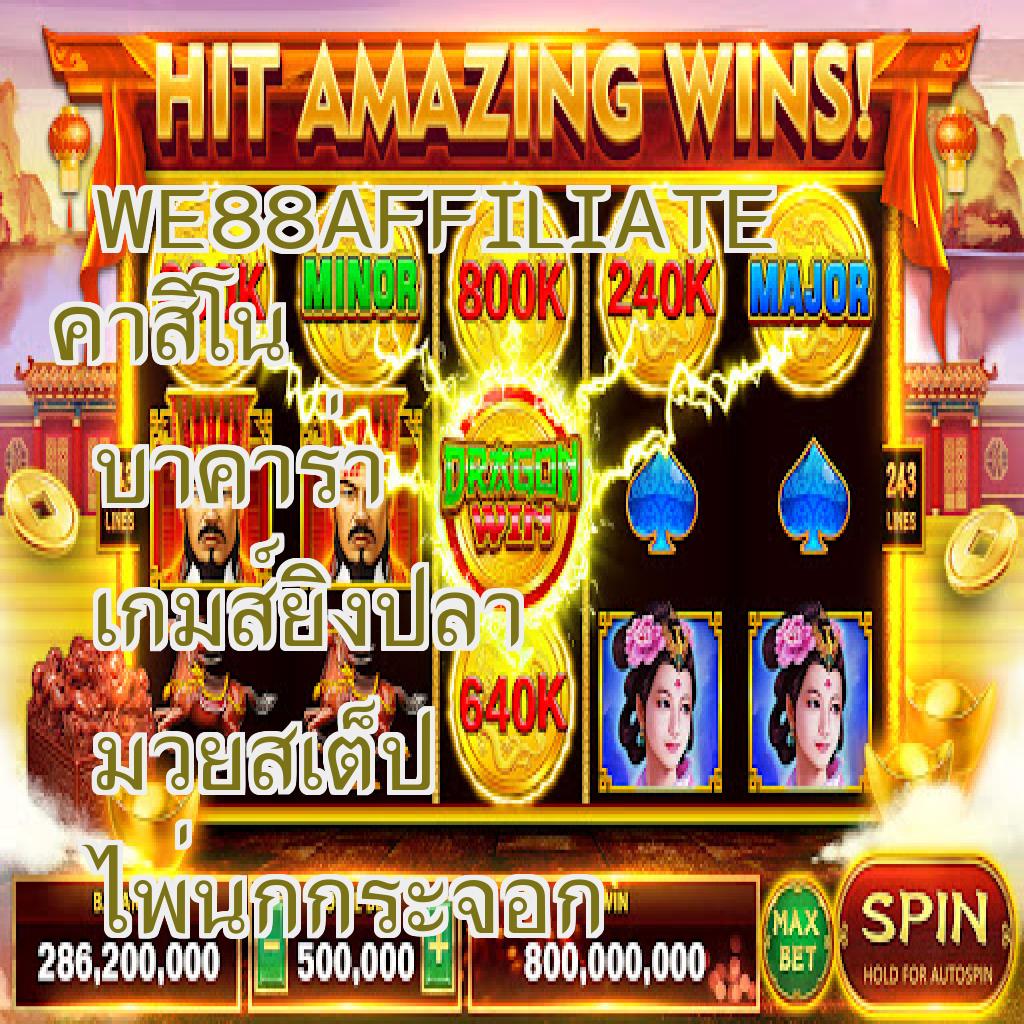 HIT AMAZING WINS!
WE88AFFILIATE
MINOR 800K 240K MAJOR
คาสิโน
บาคาร่า
DRAGON WIN
243 LINES
LINES
เกมส์ยิงปลา
640K
มวยสเต็ป
ไพ่นกกระจอก
WIN
286,200,000 - 500,000 + 800,000,000
MAX BET
SPIN
HOLD FOR AUTOSPIN